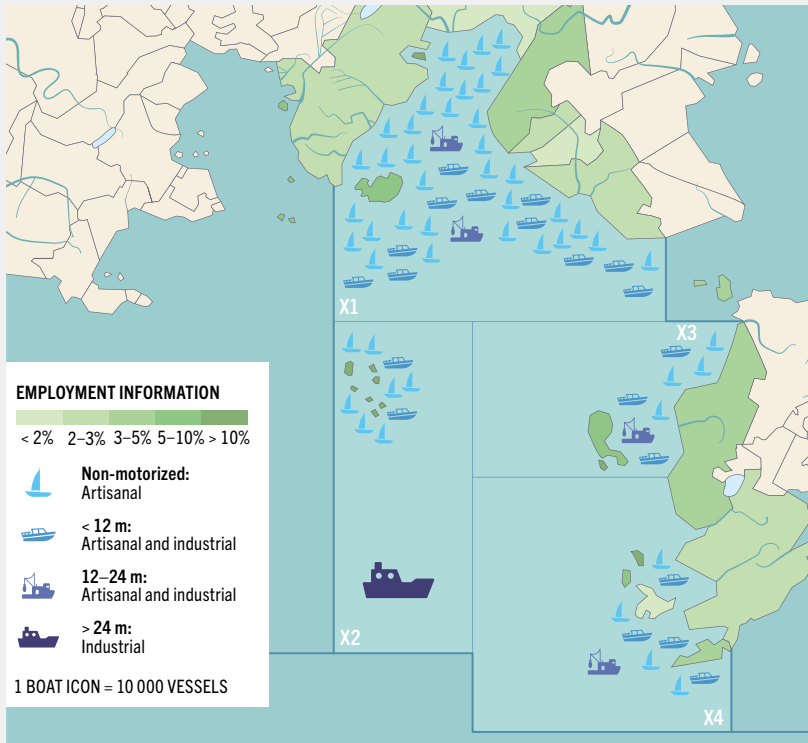 X1
X3
EMPLOYMENT INFORMATION
< 2% 2–3% 3–5% 5–10% > 10%
Non-motorized:
Artisanal
< 12 m:
Artisanal and industrial
12–24 m:
Artisanal and industrial
> 24 m:
Industrial
1 BOAT ICON = 10 000 VESSELS
X2
X4